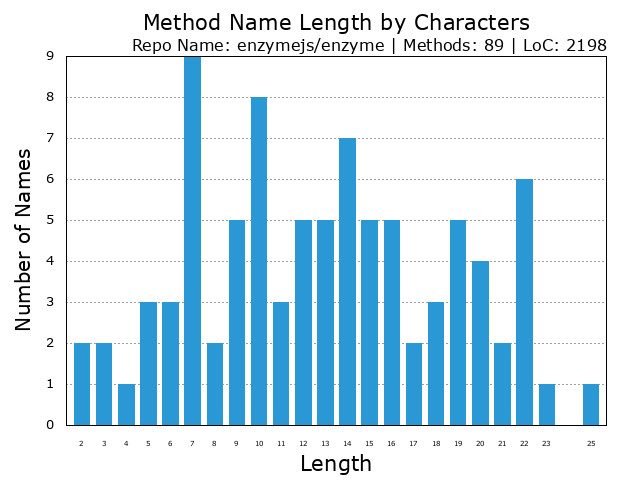 Method Name Length by Characters
Repo Name: enzymejs/enzyme | Methods: 89 | LoC: 2198
9
8
7
6
5
4
3
2
1
0
Number of Names
2 3 4 5 6 7 8 9 10 11 12 13 14 15 16 17 18 19 20 21 22 23 25
Length